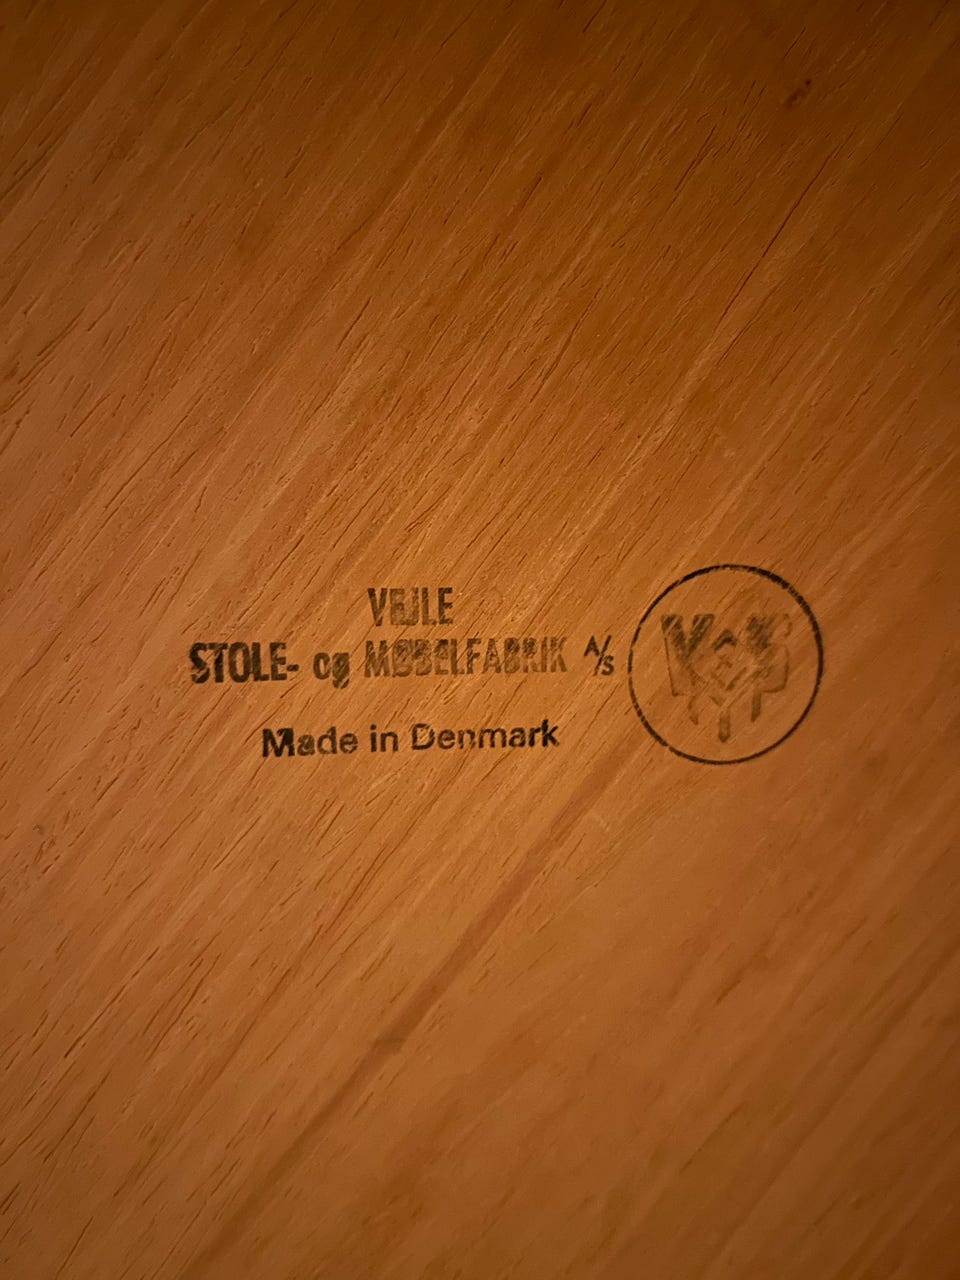 VEJLE
STOLE- og MØBELFABRIK A/S
Made in Denmark